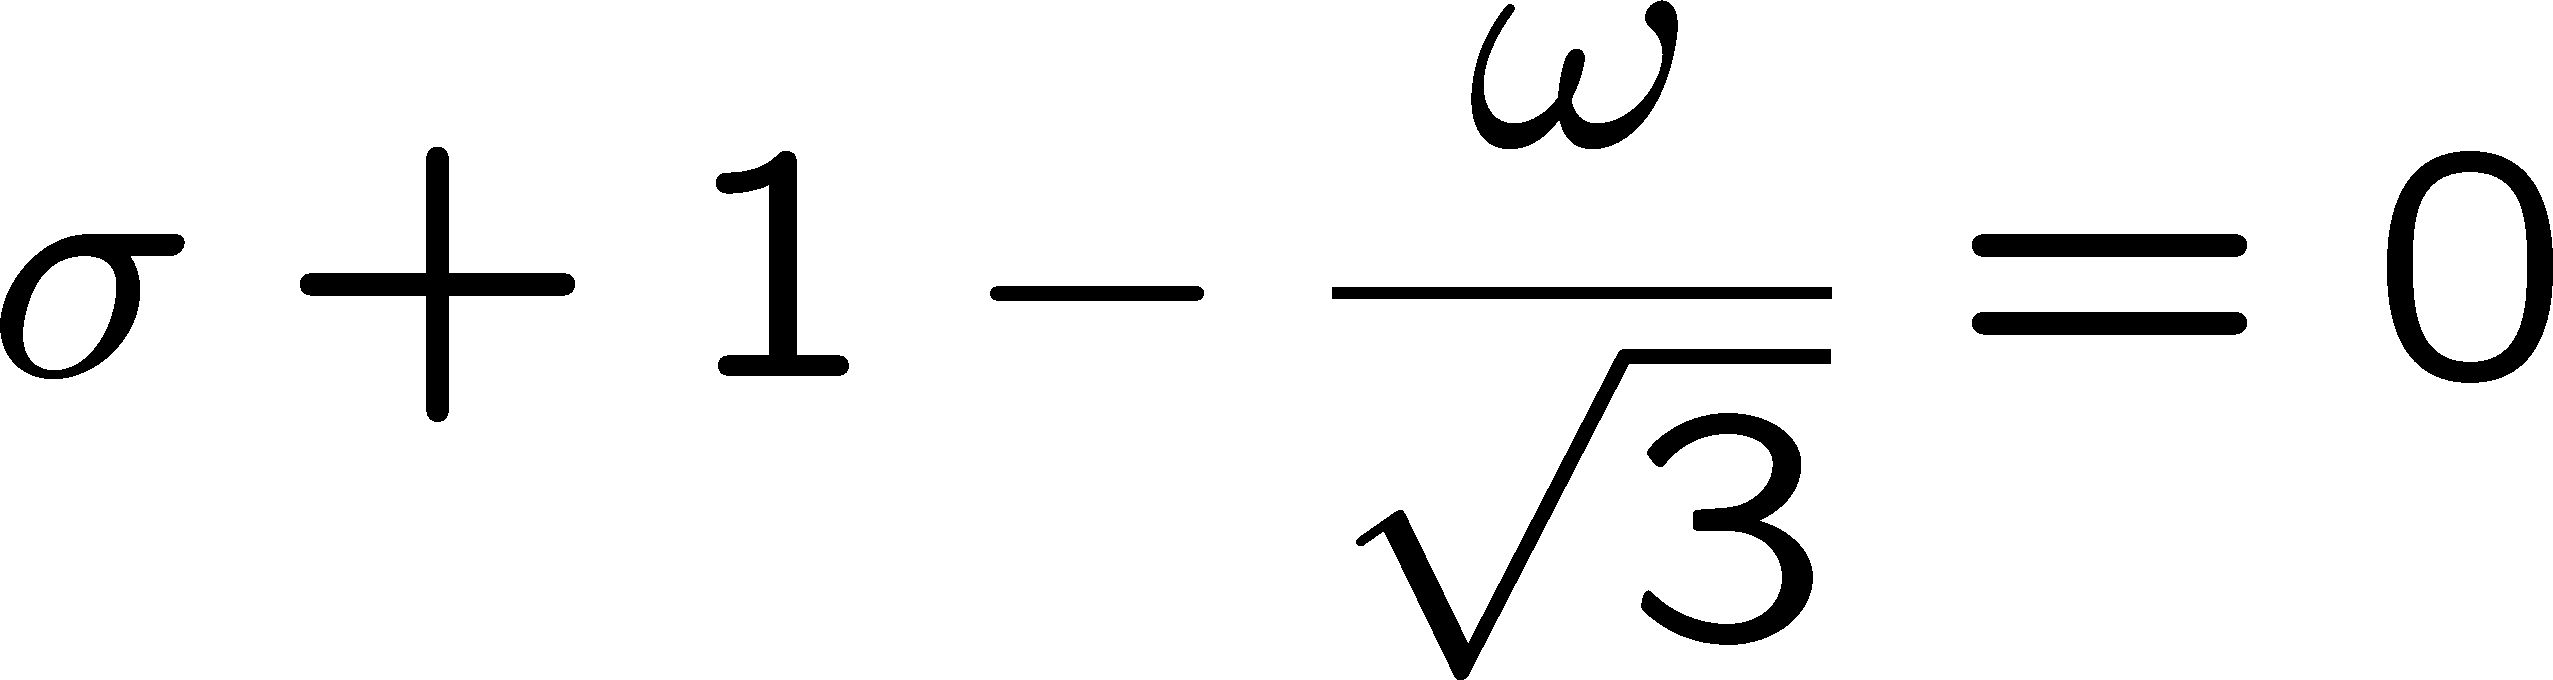 σ + 1 − ω/√3 = 0